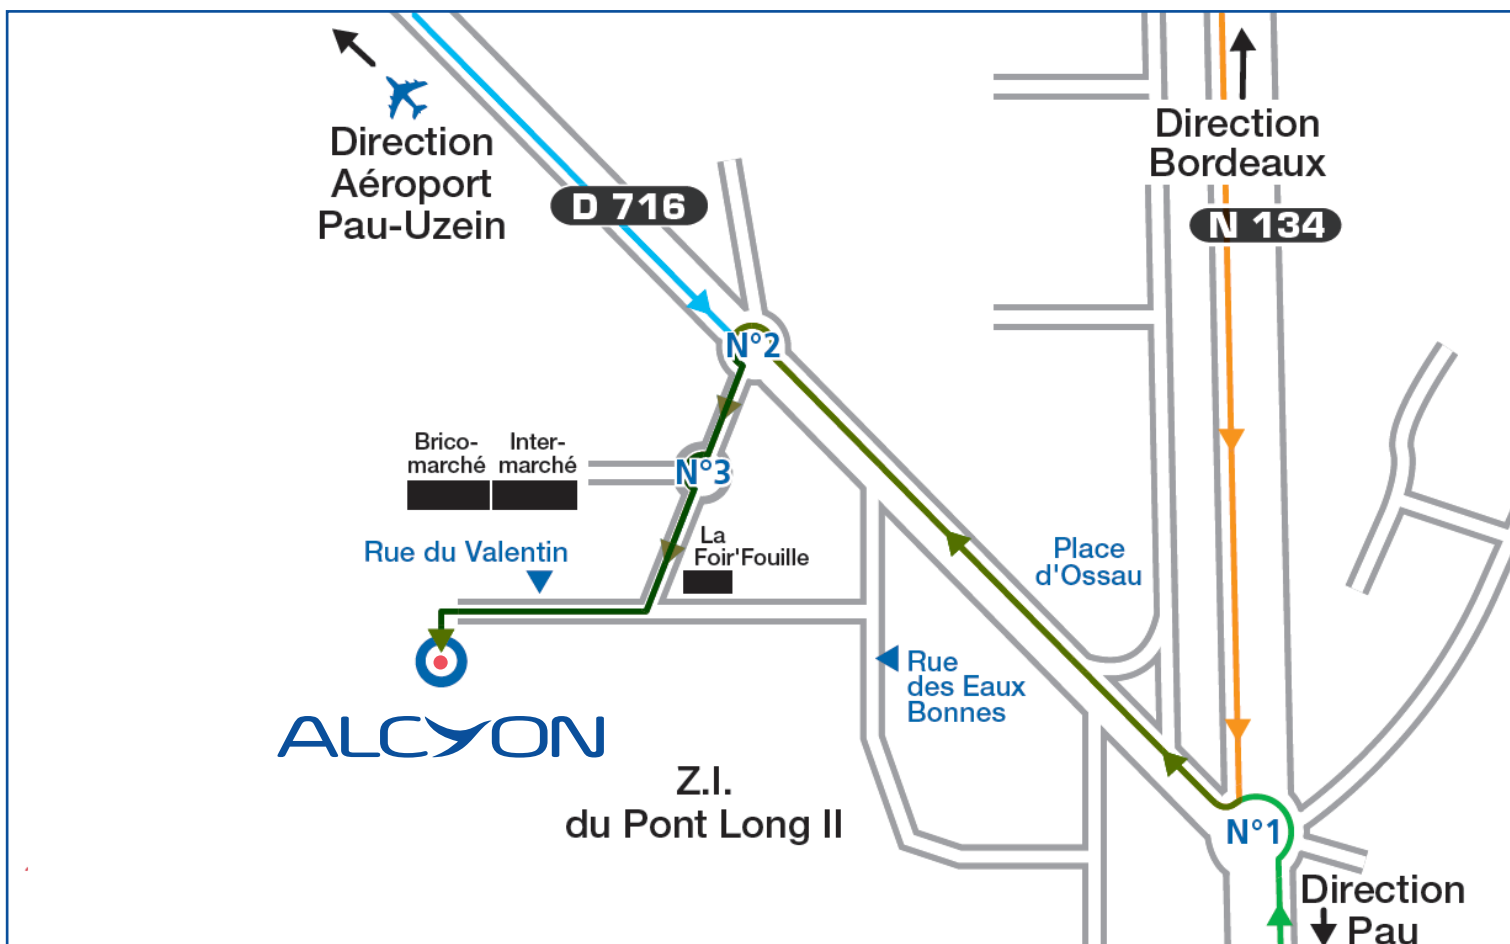 Direction
Aéroport
Pau-Uzein
D 716
Direction
Bordeaux
N 134
N°2
Brico-
marché
Inter-
marché
N°3
Rue du Valentin
La
Foir'Fouille
Place
d'Ossau
Rue
des Eaux
Bonnes
ALCYON
Z.I.
du Pont Long II
N°1
Direction
Pau